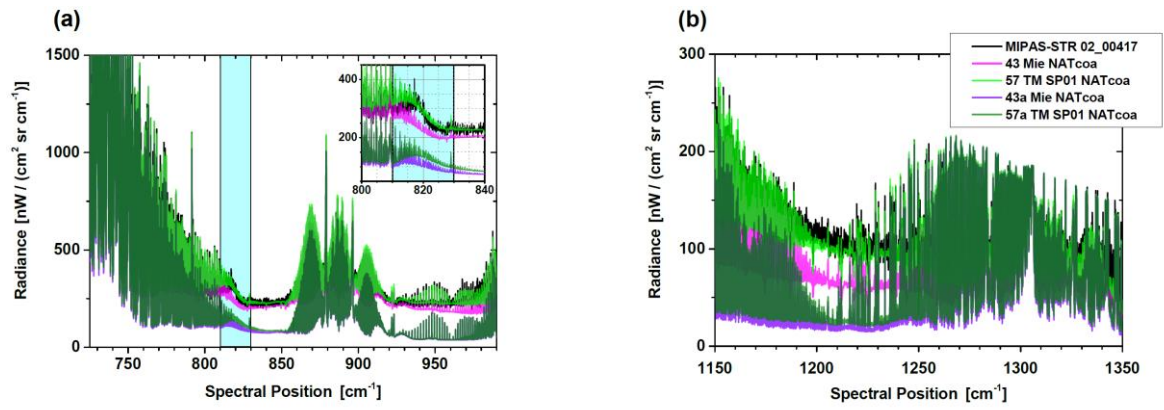 (a)
1500
1000
500
0
750 800 850 900 950
Spectral Position [cm⁻¹]
Radiance [nW / (cm² sr cm⁻¹)]
400
200
800 820 840
(b)
300
200
100
0
1150 1200 1250 1300 1350
Spectral Position [cm⁻¹]
Radiance [nW / (cm² sr cm⁻¹)]
MIPAS-STR 02_00417
43 Mie NATcoa
57 TM SP01 NATcoa
43a Mie NATcoa
57a TM SP01 NATcoa